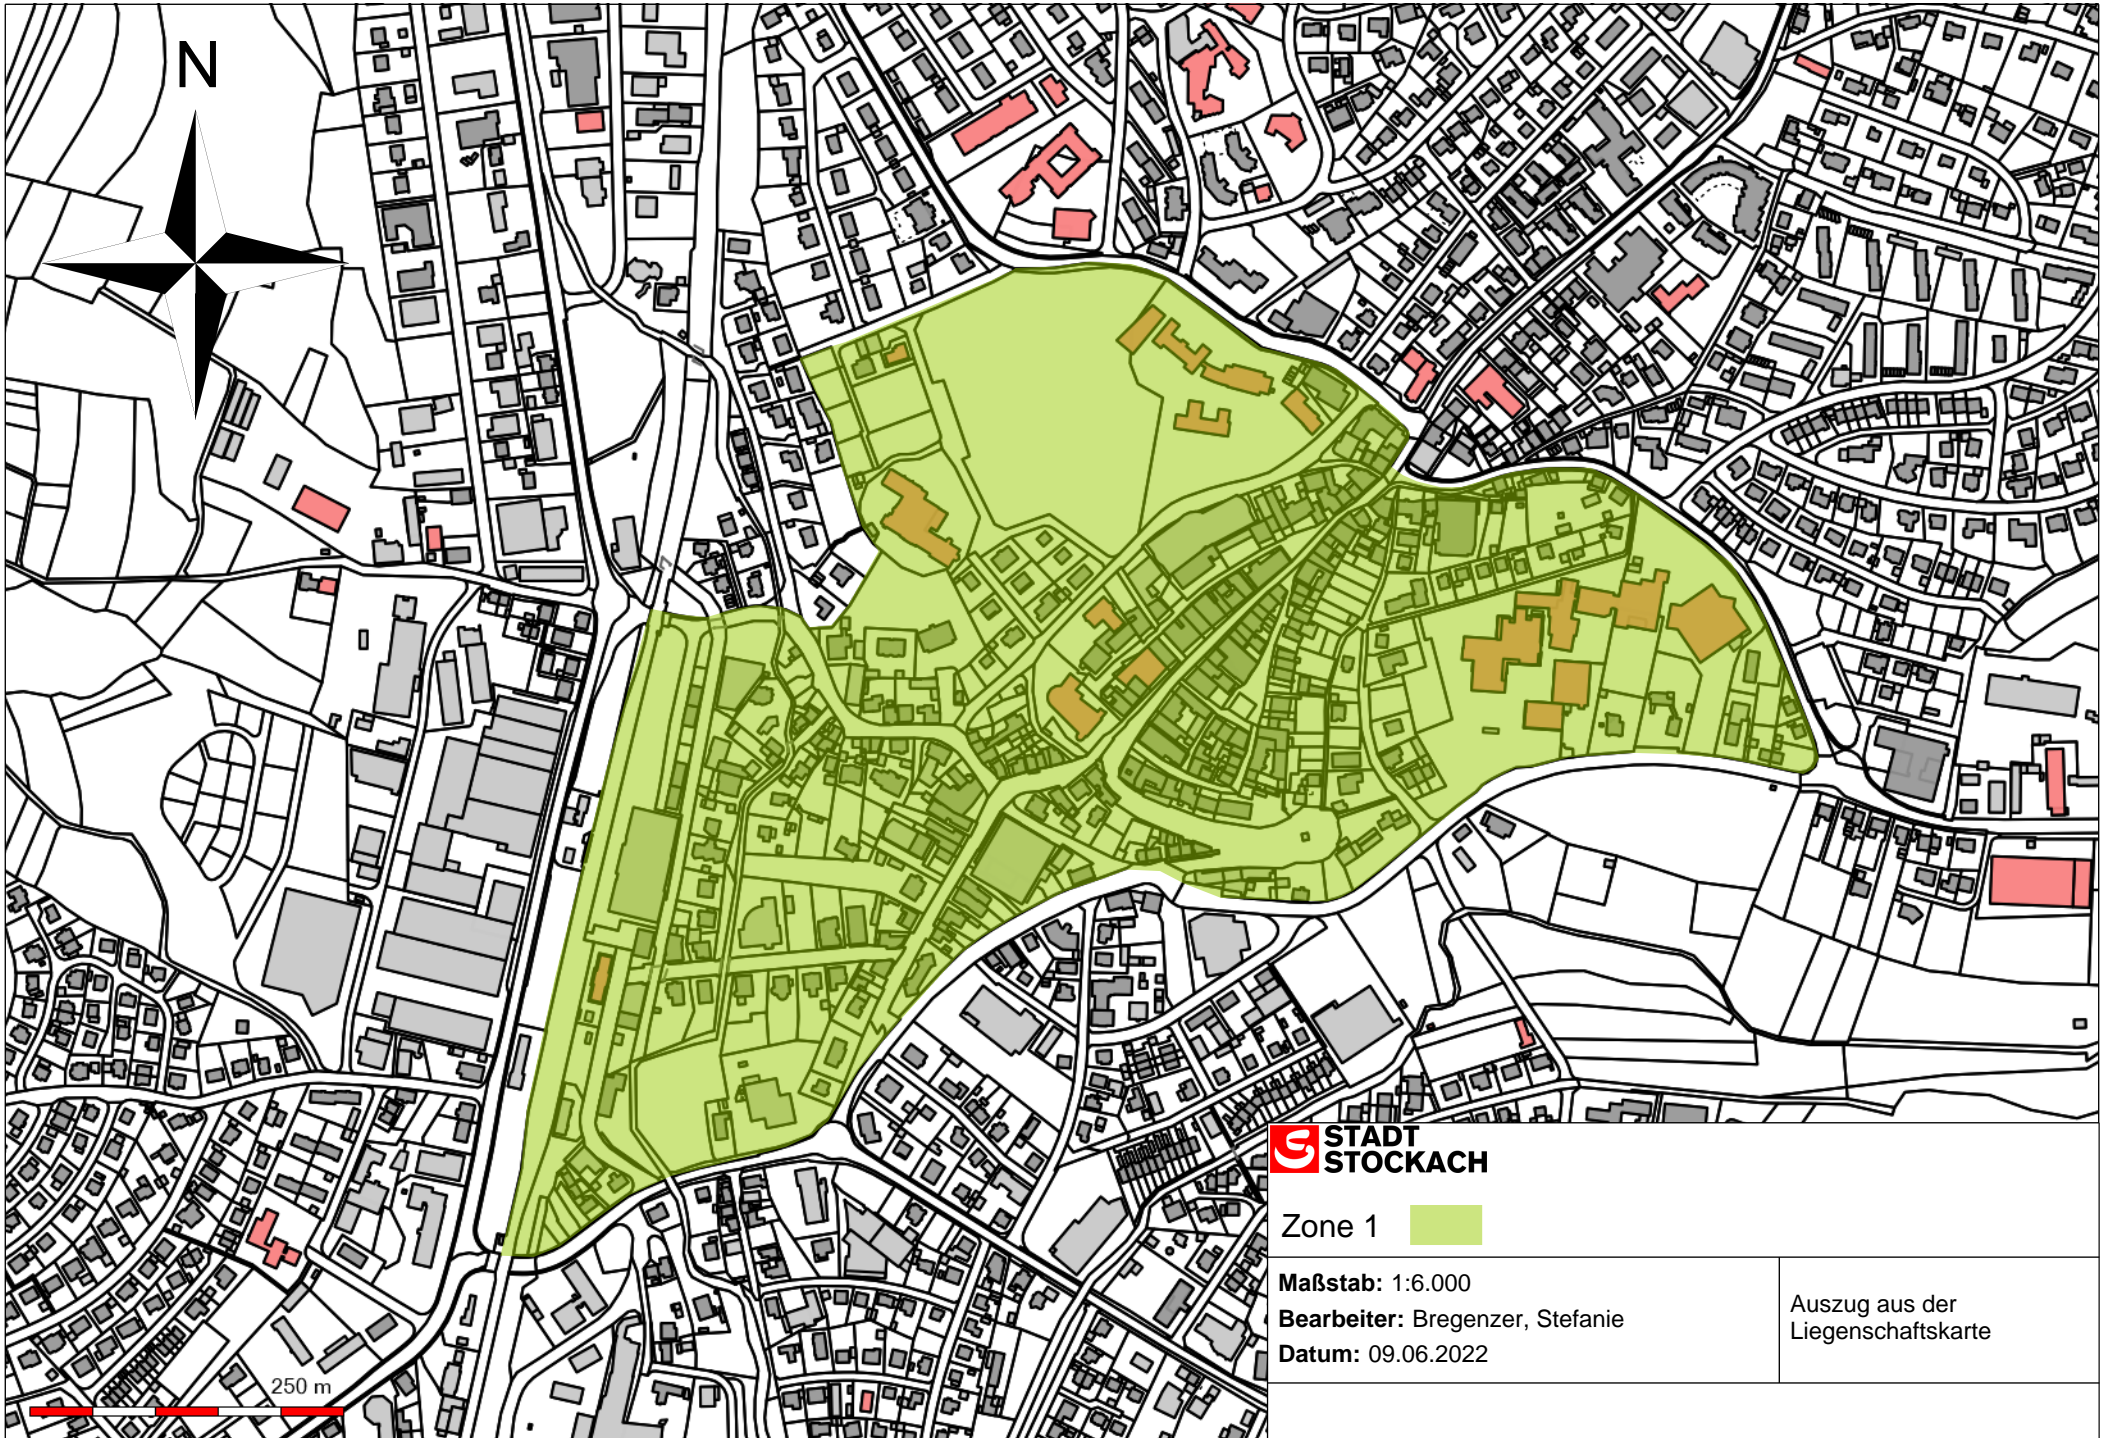 N
250 m
STADT
STOCKACH
Zone 1
Maßstab: 1:6.000
Bearbeiter: Bregenzer, Stefanie
Datum: 09.06.2022
Auszug aus der
Liegenschaftskarte